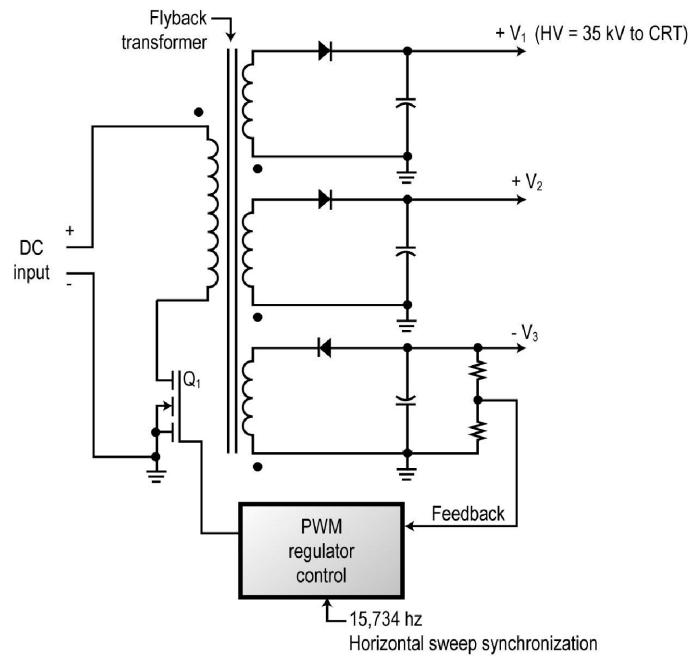 Flyback
transformer
+ V₁ (HV = 35 kV to CRT)
+ V₂
+
DC
input
-
- V₃
Q₁
Feedback
PWM
regulator
control
15,734 hz
Horizontal sweep synchronization